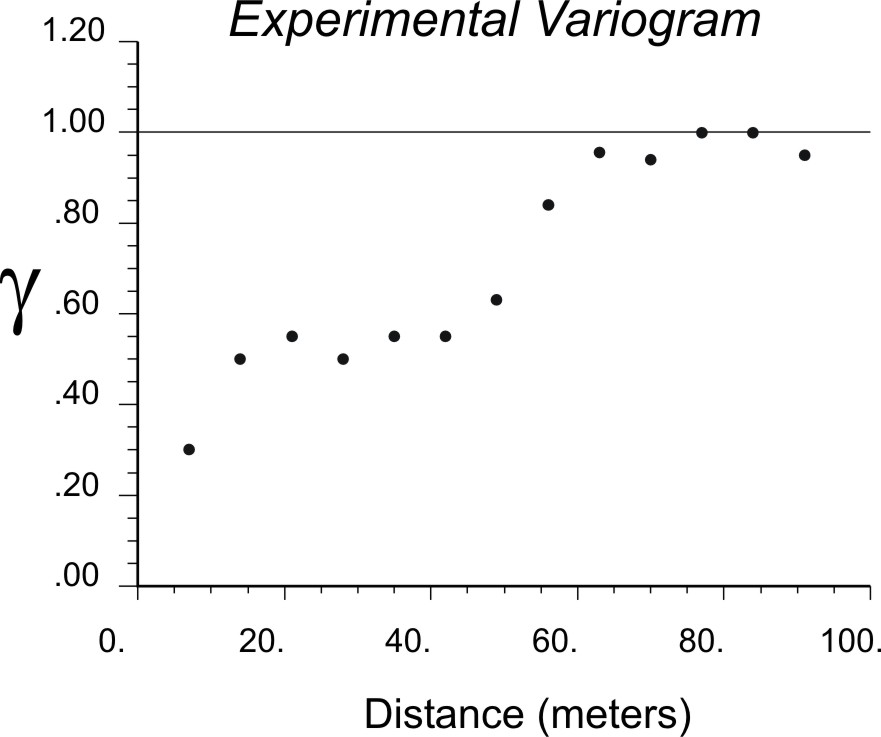 Experimental Variogram
1.20
1.00
.80
γ
.60
.40
.20
.00
0. 20. 40. 60. 80. 100.
Distance (meters)